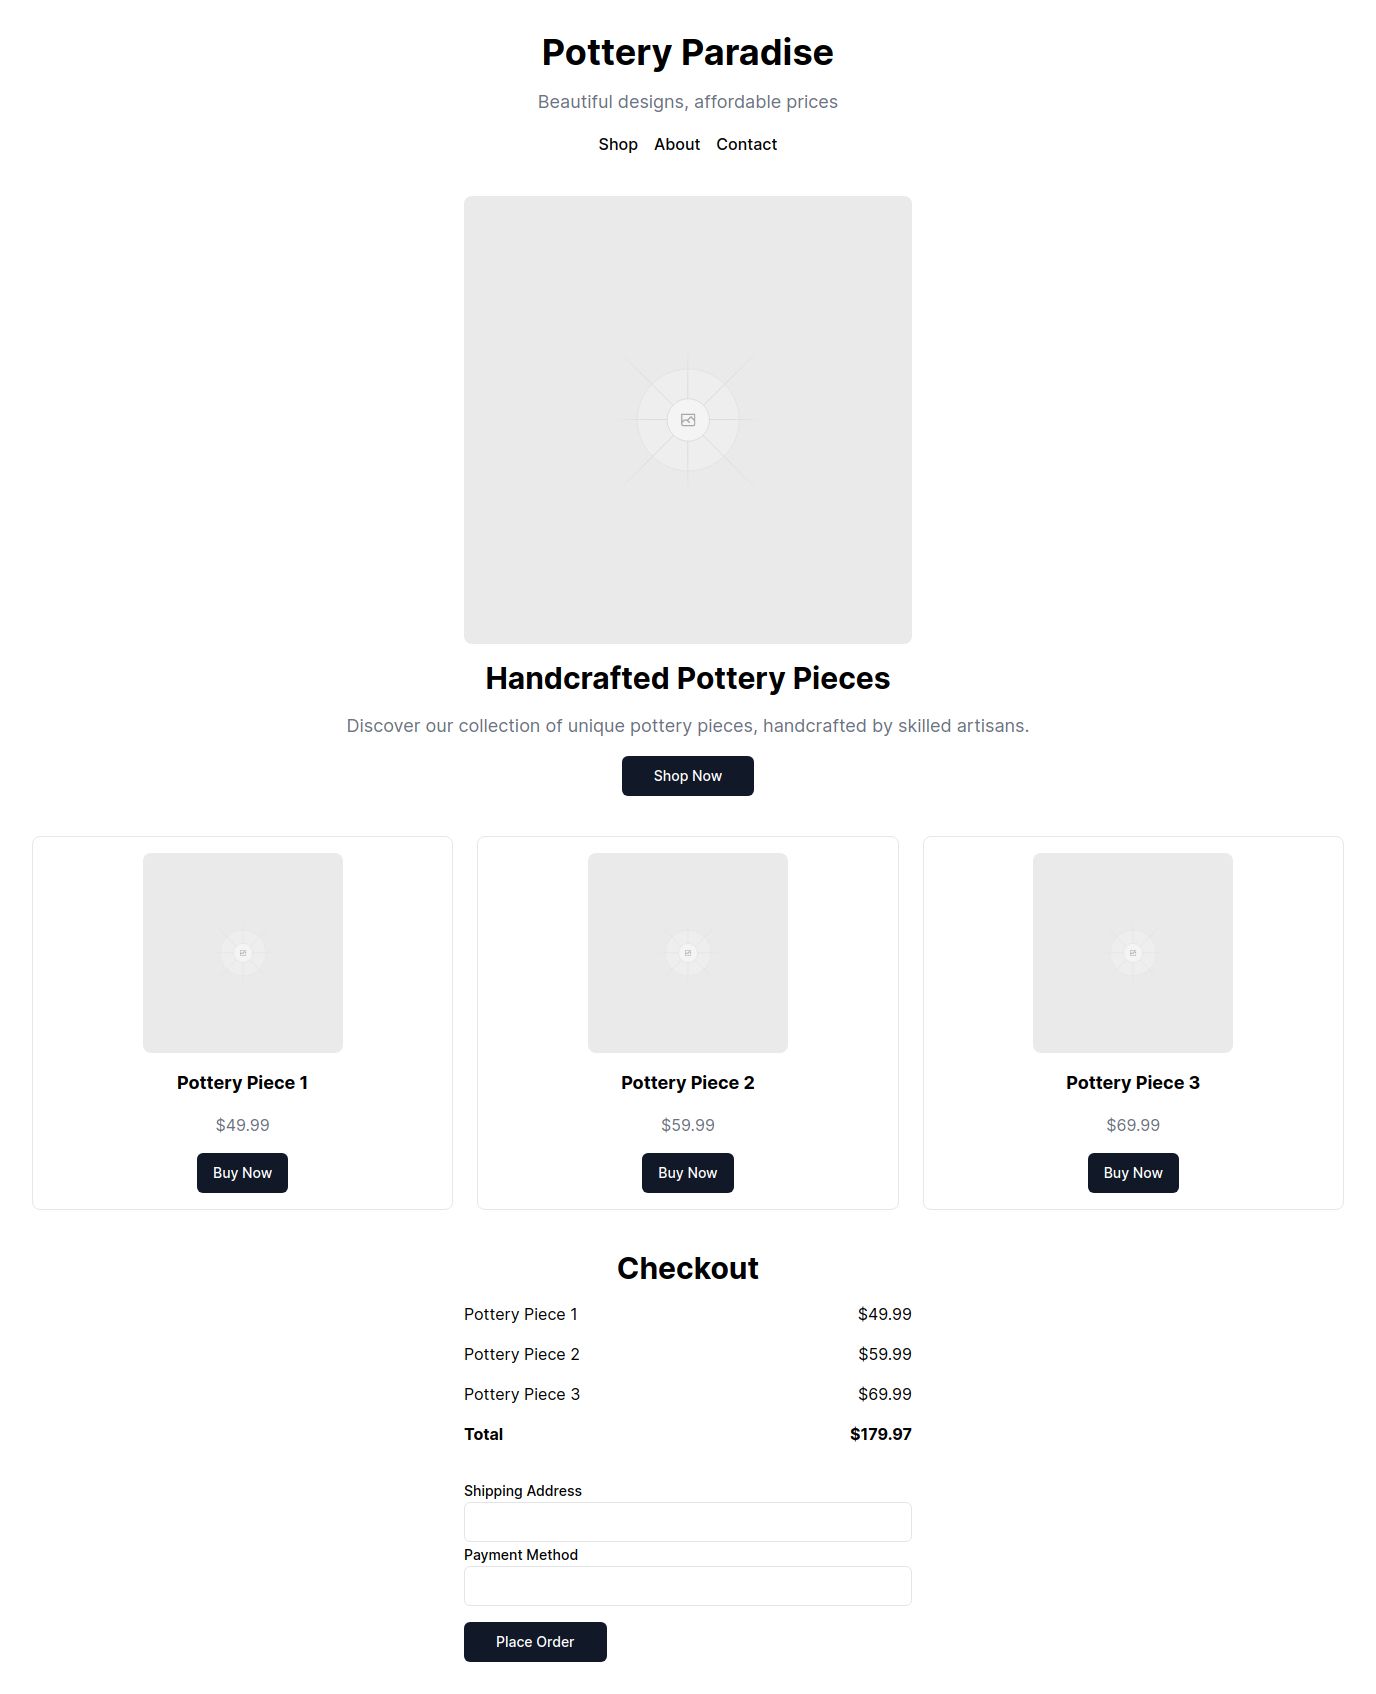 Pottery Paradise
Beautiful designs, affordable prices
Shop About Contact
Handcrafted Pottery Pieces
Discover our collection of unique pottery pieces, handcrafted by skilled artisans.
Shop Now
Pottery Piece 1
$49.99
Buy Now
Pottery Piece 2
$59.99
Buy Now
Pottery Piece 3
$69.99
Buy Now
Checkout
Pottery Piece 1 $49.99
Pottery Piece 2 $59.99
Pottery Piece 3 $69.99
Total $179.97
Shipping Address
Payment Method
Place Order